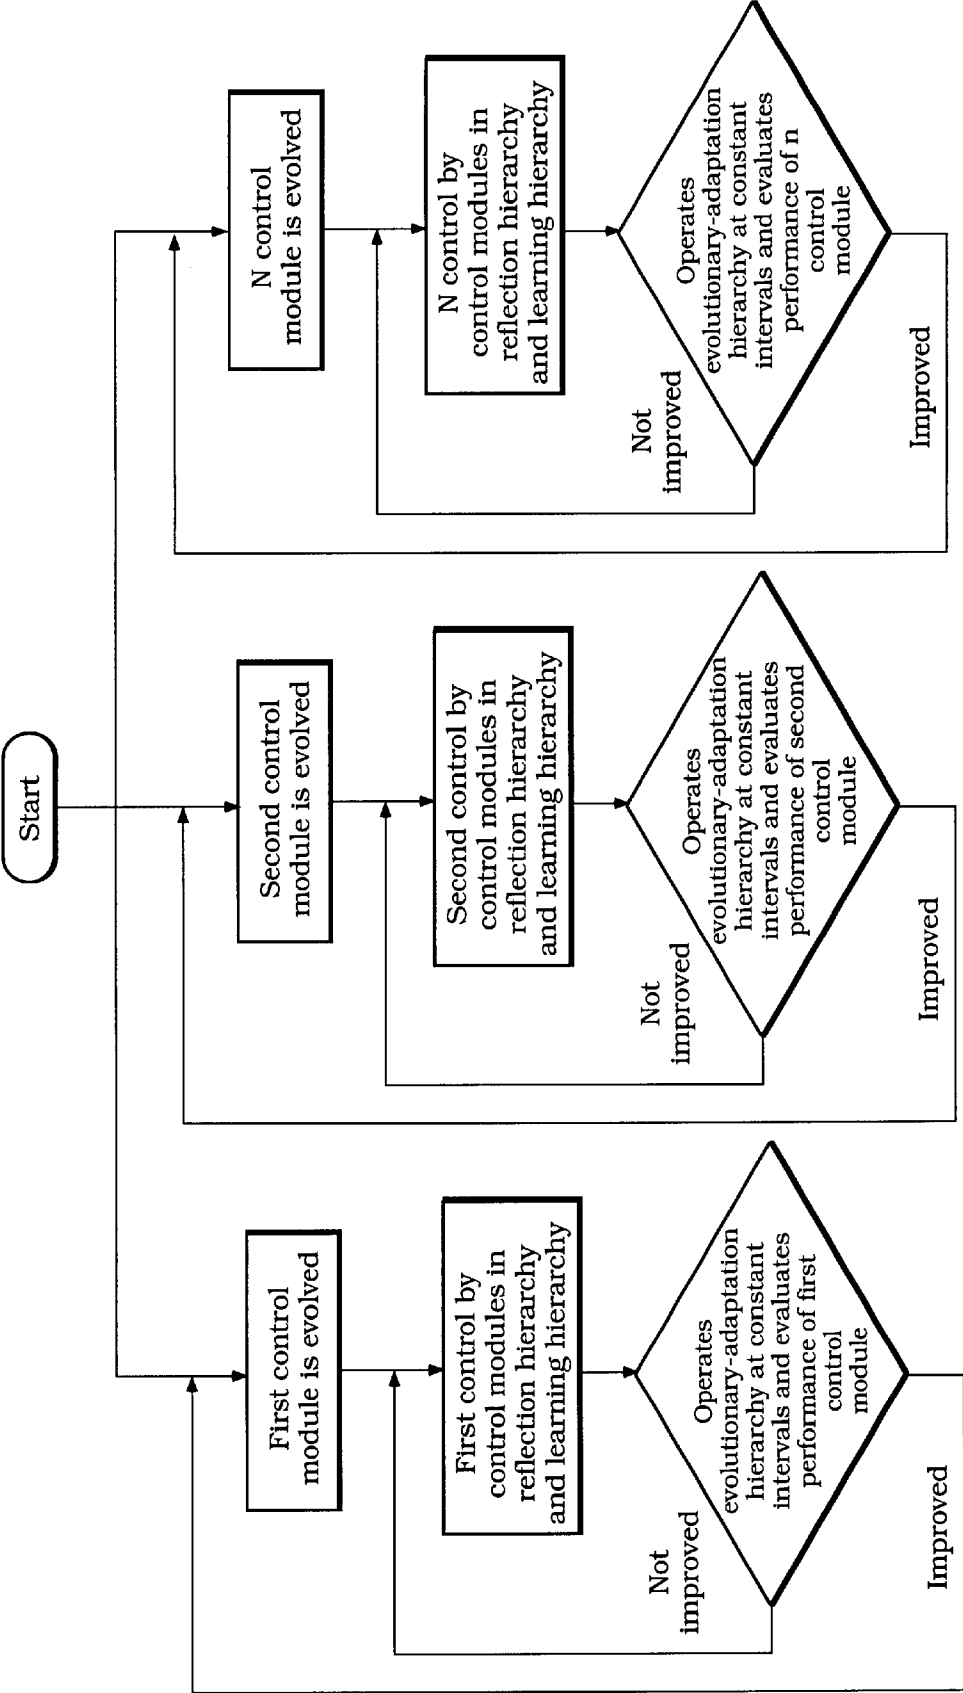 Start
First control
module is evolved
First control by
control modules in
reflection hierarchy
and learning hierarchy
Operates
evolutionary-adaptation
hierarchy at constant
intervals and evaluates
performance of first
control
module
Not
improved
Improved
Second control
module is evolved
Second control by
control modules in
reflection hierarchy
and learning hierarchy
Operates
evolutionary-adaptation
hierarchy at constant
intervals and evaluates
performance of second
control
module
Not
improved
Improved
N control
module is evolved
N control by
control modules in
reflection hierarchy
and learning hierarchy
Operates
evolutionary-adaptation
hierarchy at constant
intervals and evaluates
performance of n
control
module
Not
improved
Improved